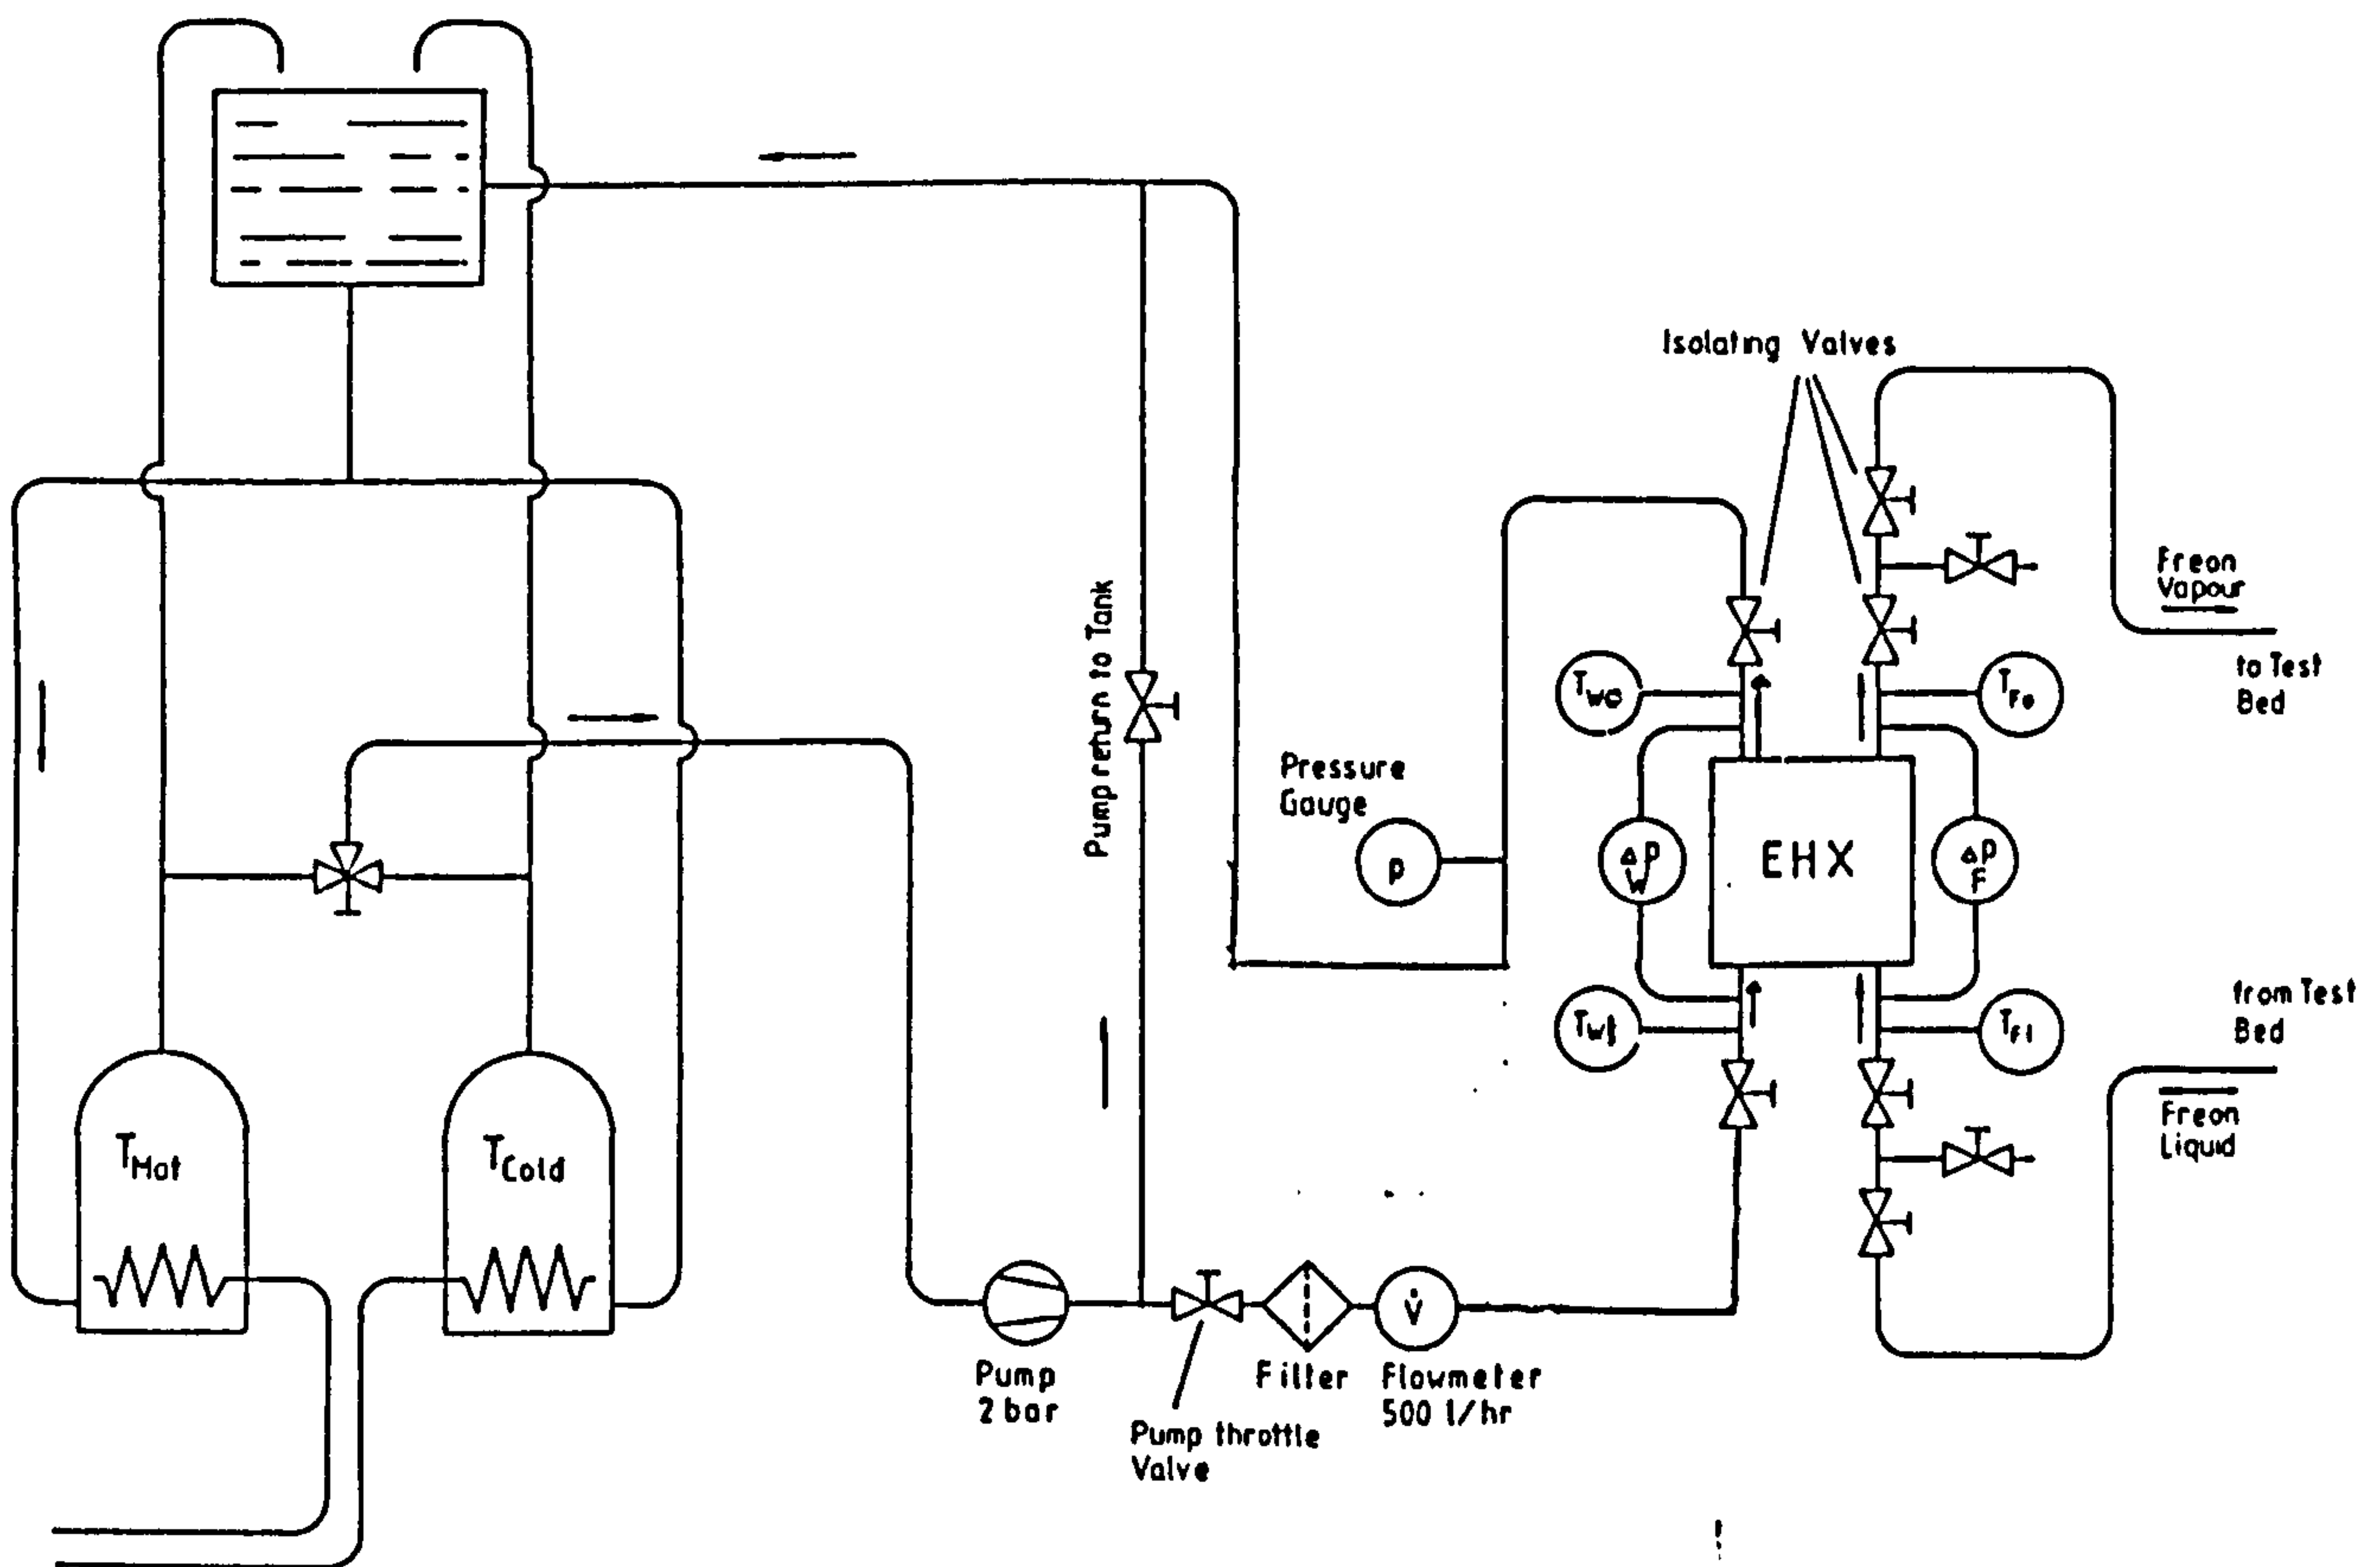 Isolating Valves
Freon
Vapour
to Test
Bed
Pump return to Tank
Two
TFo
Pressure
Gauge
P
ΔP
W
EHX
ΔP
F
from Test
Bed
TWI
TFI
Freon
Liquid
THot
TCold
V̇
Pump
2 bar
Filter
Flowmeter
500 l/hr
Pump throttle
Valve